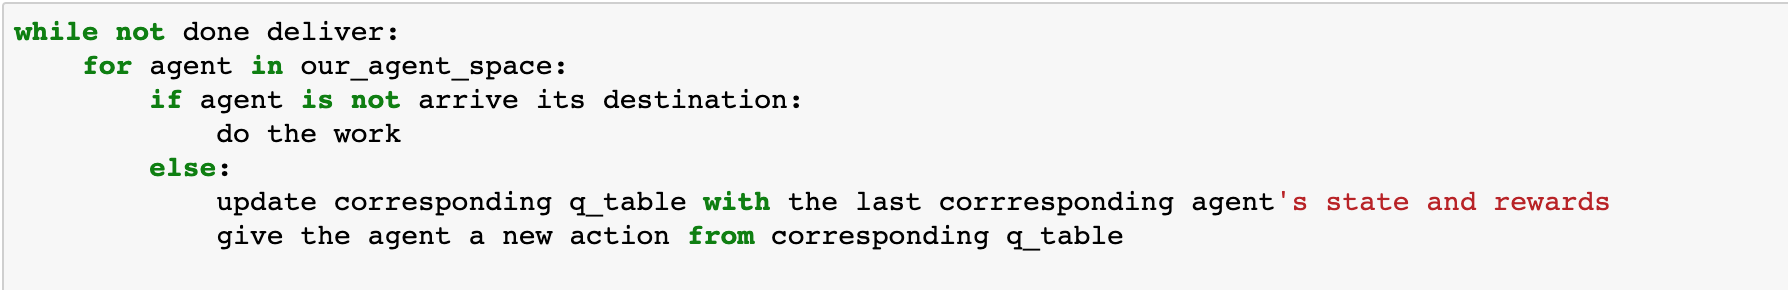 while not done deliver:
for agent in our_agent_space:
if agent is not arrive its destination:
do the work
else:
update corresponding q_table with the last corrresponding agent's state and rewards
give the agent a new action from corresponding q_table